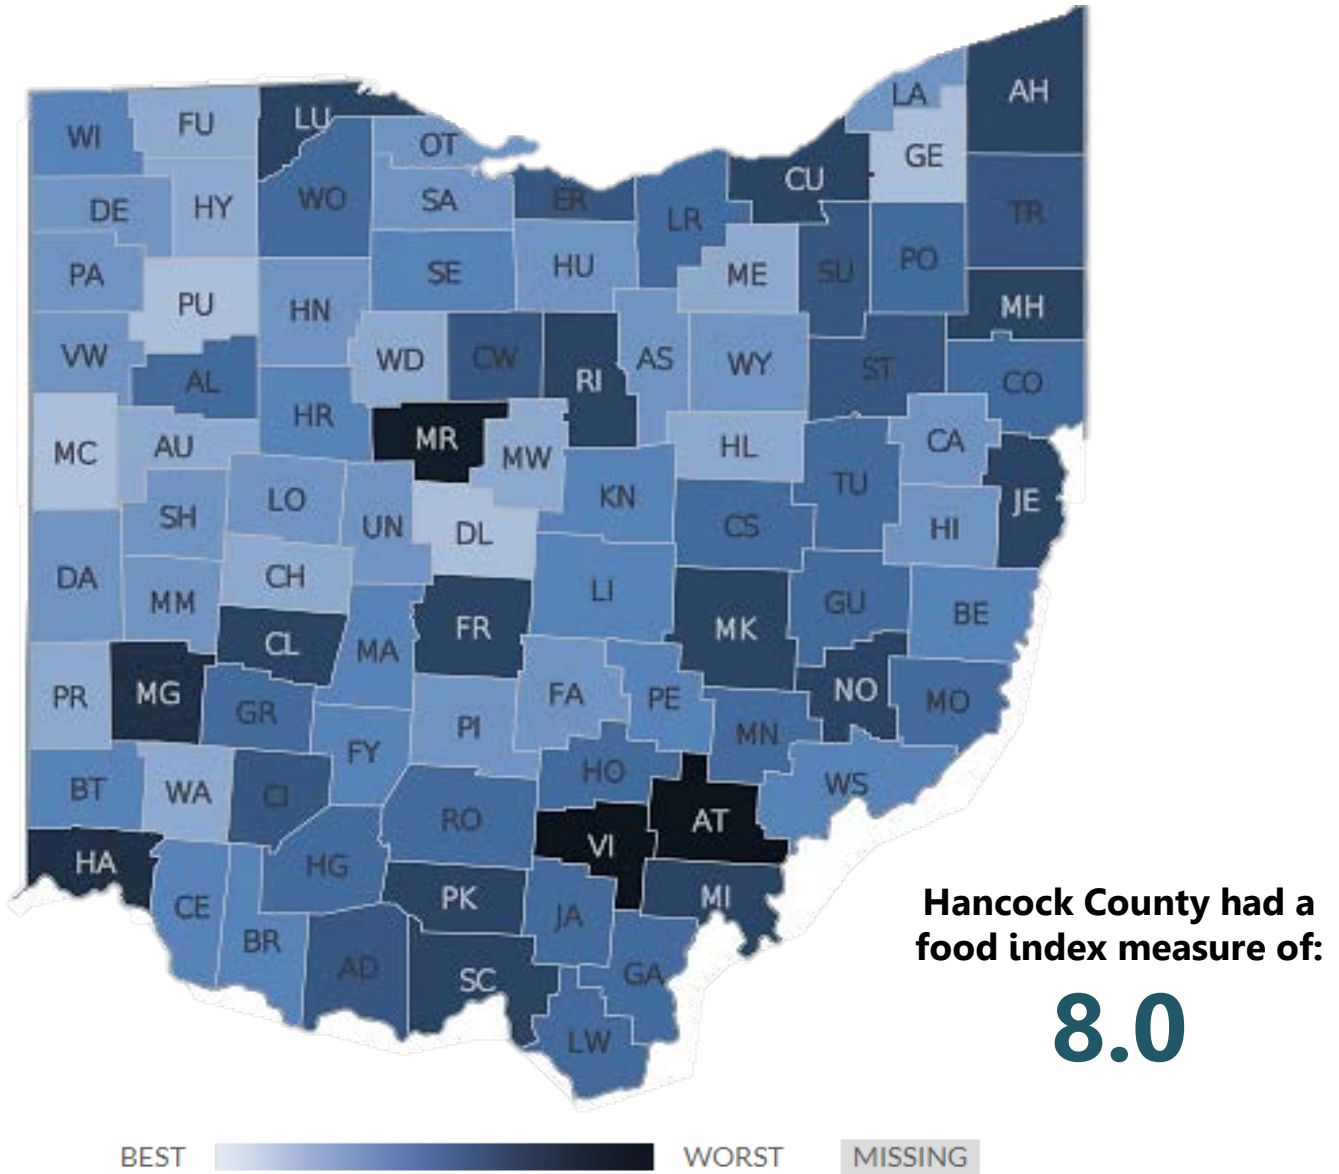 AH
LA
LU
FU
WI
OT
GE
CU
SA
ER
WO
HY
DE
TR
LR
PO
SU
ME
HU
SE
PA
PU
HN
MH
VW
WD
CW
AS
WY
RI
ST
CO
AL
HR
MR
MC
AU
HL
CA
MW
TU
KN
LO
JE
SH
UN
DL
CS
HI
DA
CH
MM
LI
GU
BE
FR
MK
CL
MA
PR
MG
NO
FA
PE
MO
GR
PI
MN
FY
HO
WS
BT
WA
CI
RO
AT
VI
HA
HG
PK
MI
CE
JA
BR
AD
SC
GA
LW
Hancock County had a
food index measure of:
8.0
BEST WORST MISSING